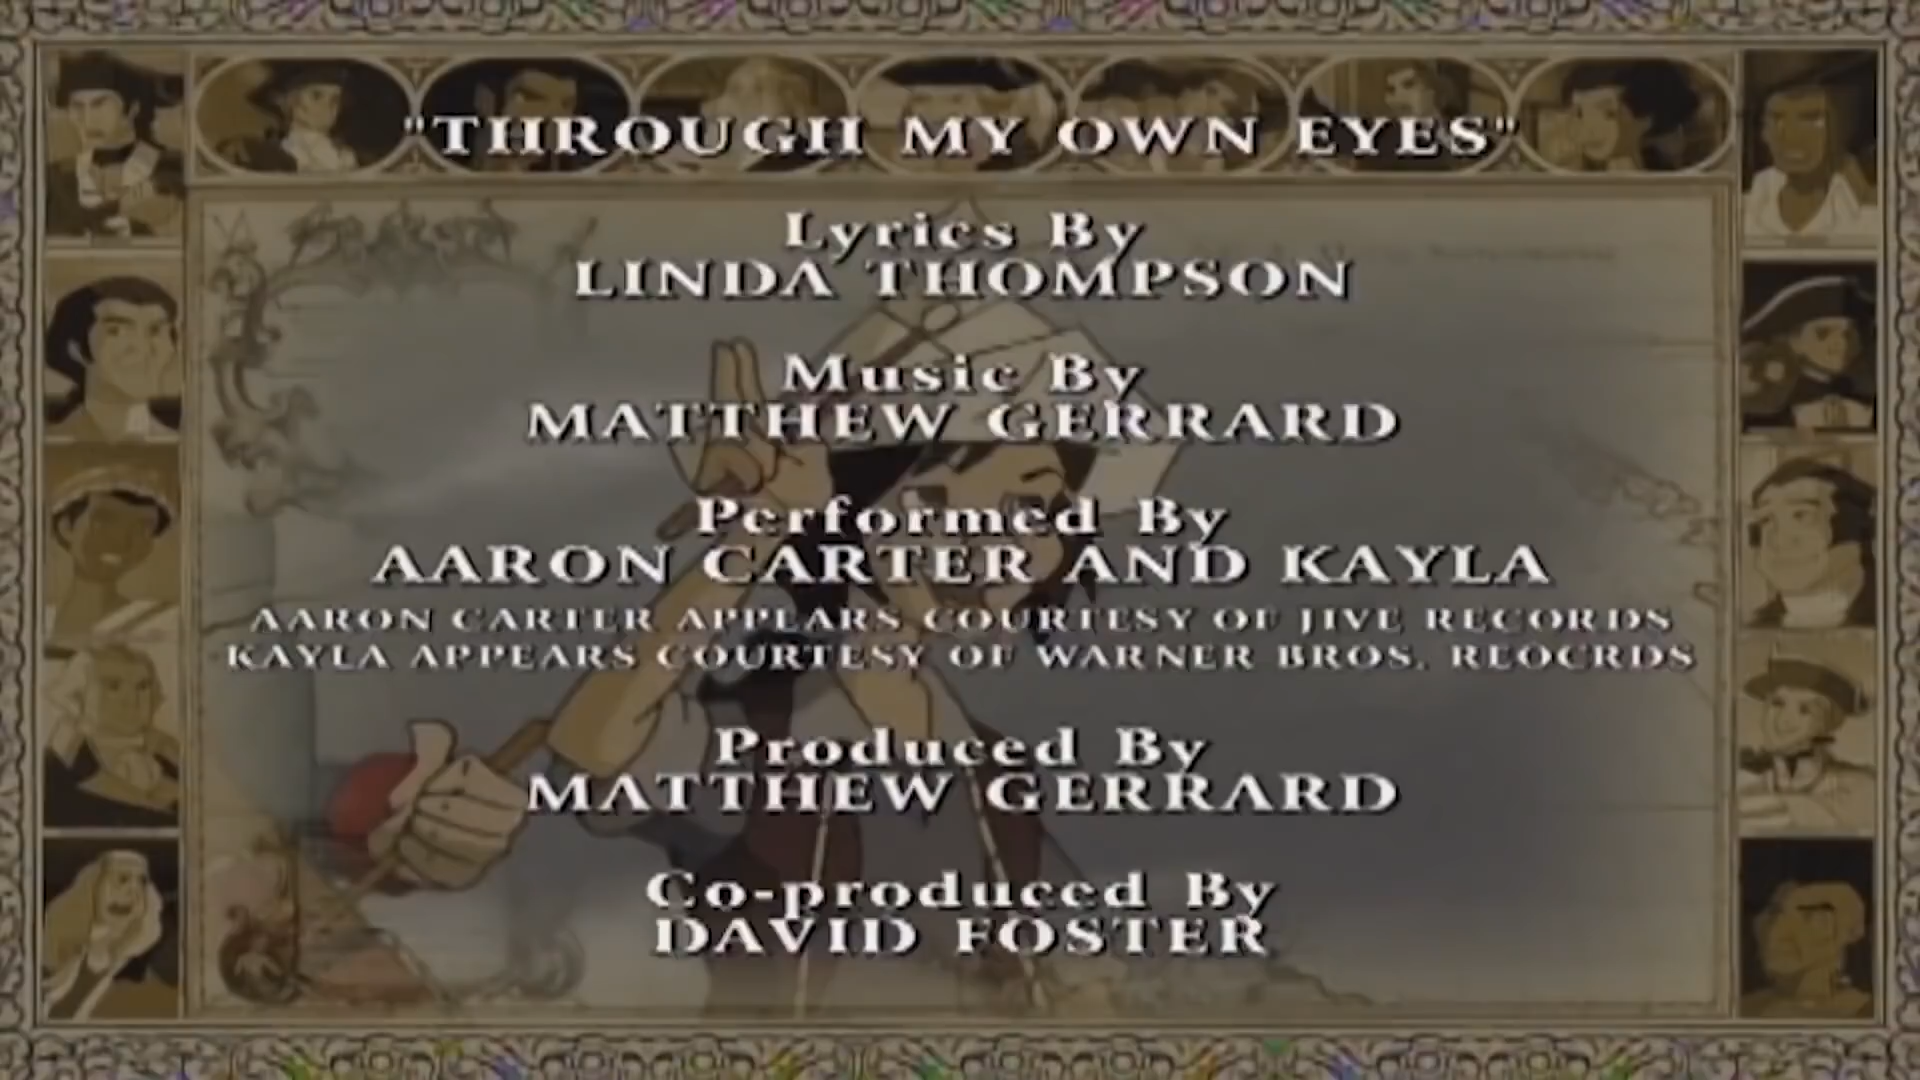 "THROUGH MY OWN EYES"
Lyrics By
LINDA THOMPSON
Music By
MATTHEW GERRARD
Performed By
AARON CARTER AND KAYLA
AARON CARTER APPEARS COURTESY OF JIVE RECORDS
KAYLA APPEARS COURTESY OF WARNER BROS. REOCRDS
Produced By
MATTHEW GERRARD
Co-produced By
DAVID FOSTER